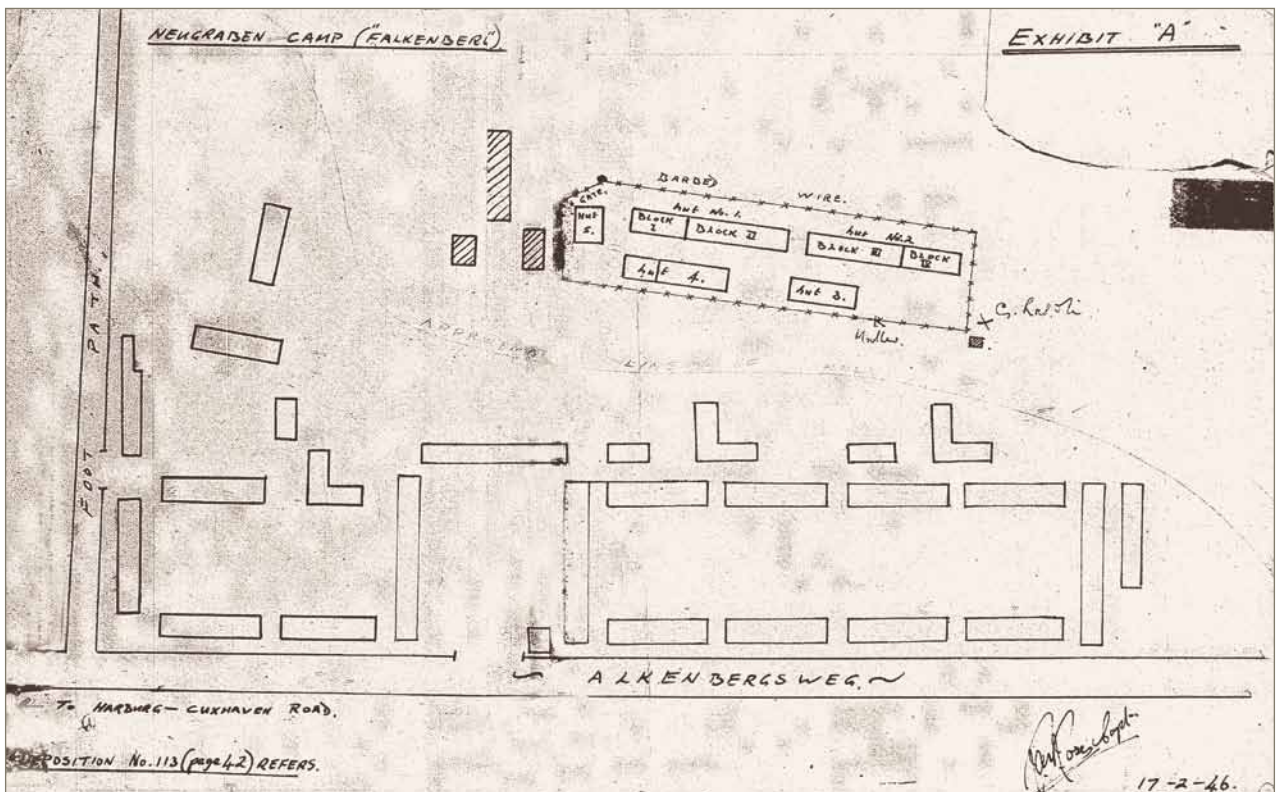 NEUGRABEN CAMP ("FALKENBERG")
EXHIBIT "A"
BARBED WIRE.
GATE.
HUT
5.
hut No. 1.
BLOCK
I
BLOCK II
hut No. 2
BLOCK III
BLOCK
IV
hut 4.
hut 3.
FOOT PATH.
LINE OF
ALKENBERGSWEG.
TO HARBURG - CUXHAVEN ROAD.
DEPOSITION No. 113 (page 42) REFERS.
17-2-46.